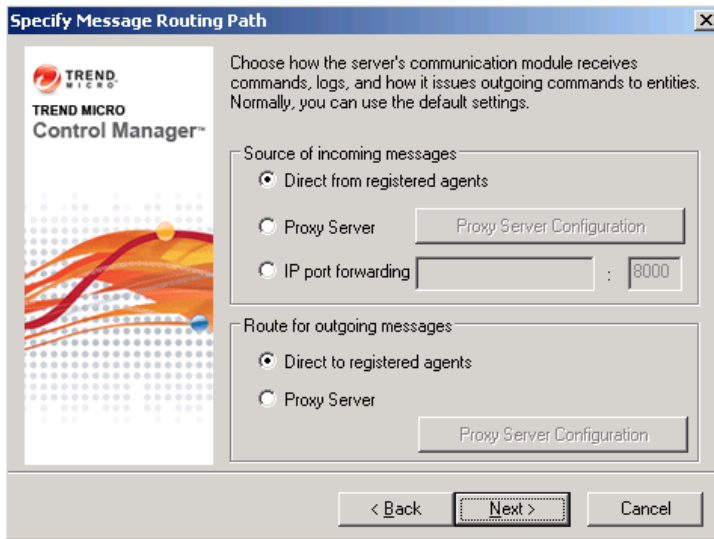 Specify Message Routing Path
TREND
MICRO
TREND MICRO
Control Manager™
Choose how the server's communication module receives
commands, logs, and how it issues outgoing commands to entities.
Normally, you can use the default settings.
Source of incoming messages
Direct from registered agents
Proxy Server
Proxy Server Configuration
IP port forwarding
: 8000
Route for outgoing messages
Direct to registered agents
Proxy Server
Proxy Server Configuration
< Back
Next >
Cancel